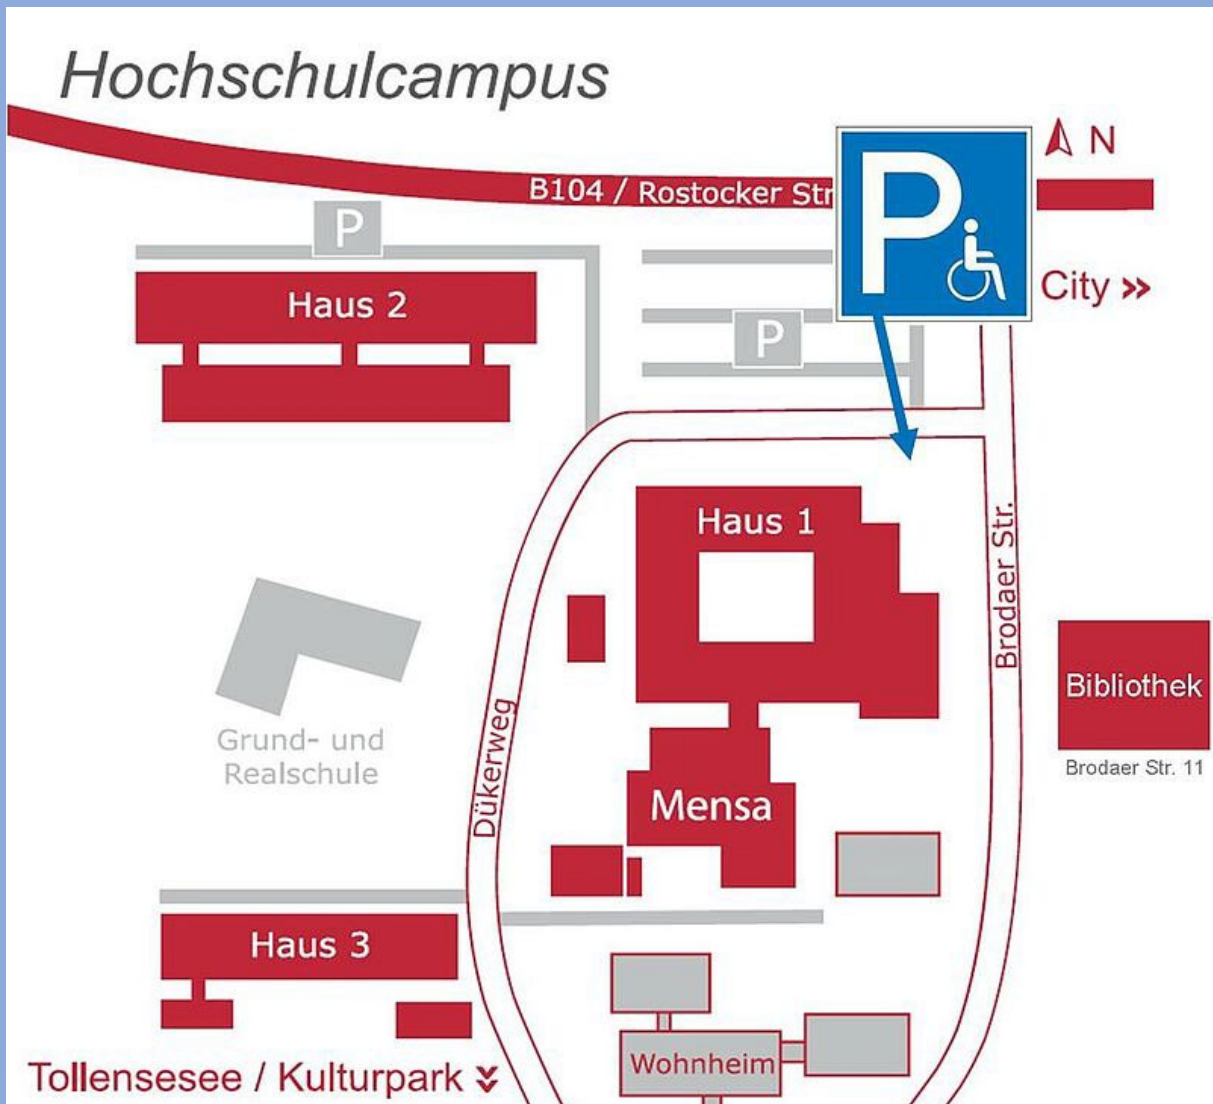 Hochschulcampus
N
B104 / Rostocker Str
P
P
City »
Haus 2
P
Haus 1
Brodaer Str.
Bibliothek
Brodaer Str. 11
Grund- und
Realschule
Dükerweg
Mensa
Haus 3
Wohnheim
Tollensesee / Kulturpark